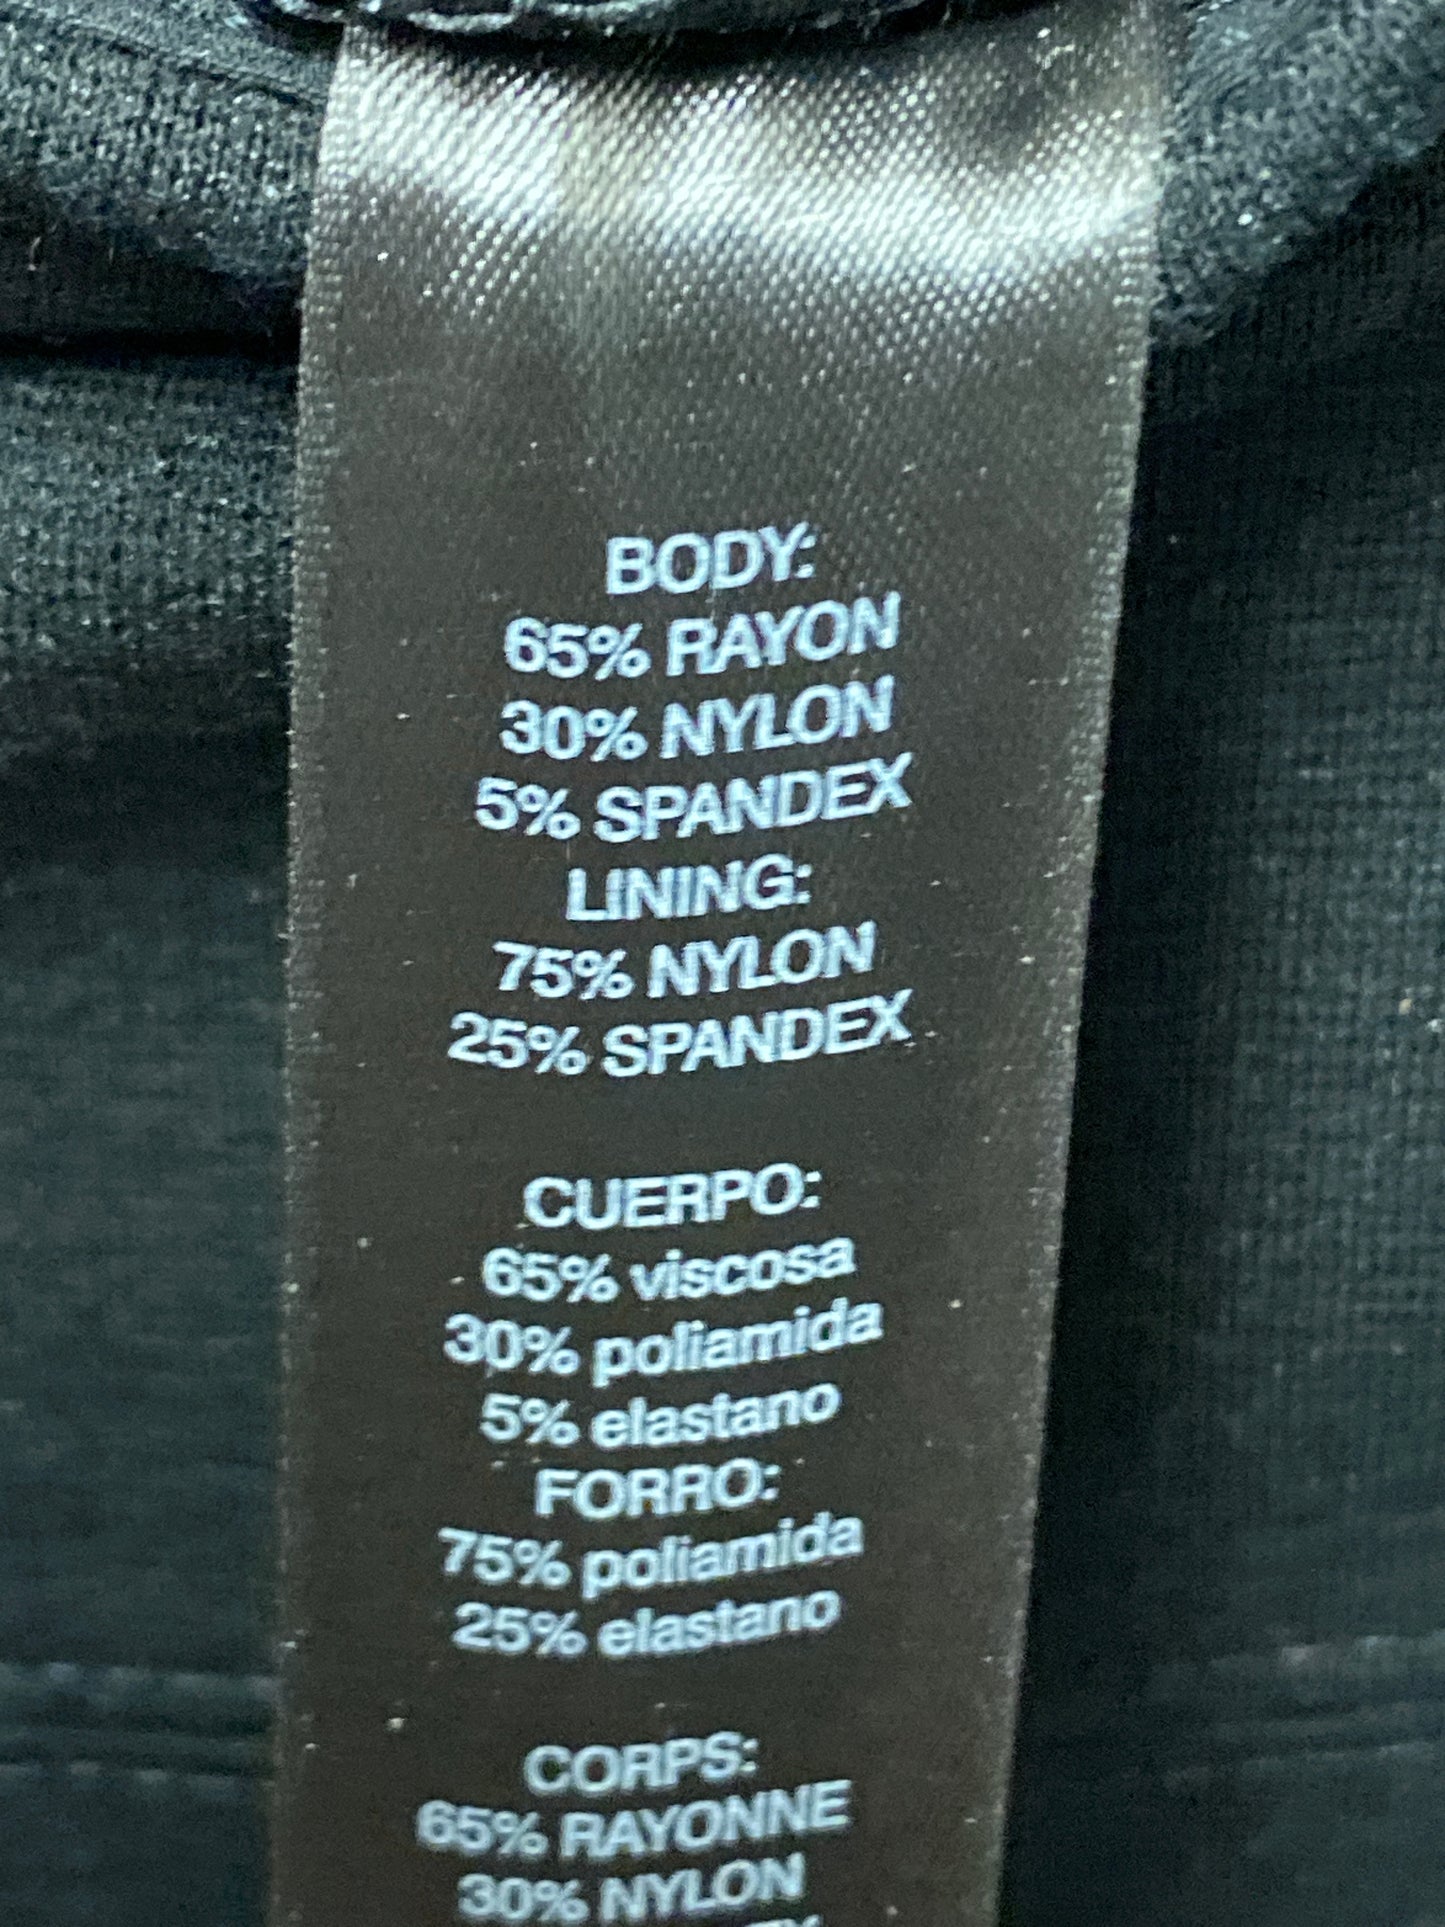 BODY:
65% RAYON
30% NYLON
5% SPANDEX
LINING:
75% NYLON
25% SPANDEX
CUERPO:
65% viscosa
30% poliamida
5% elastano
FORRO:
75% poliamida
25% elastano
CORPS:
65% RAYONNE
30% NYLON